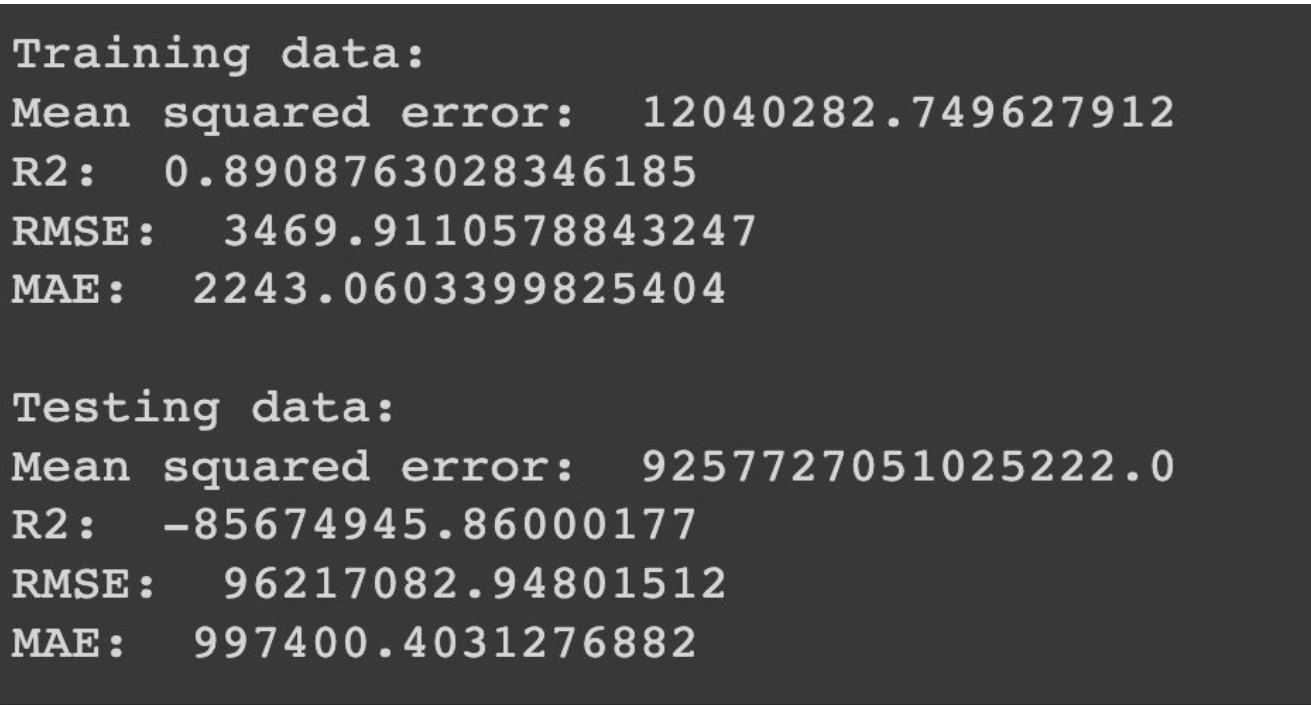 Training data:
Mean squared error:  12040282.749627912
R2:  0.8908763028346185
RMSE:  3469.9110578843247
MAE:  2243.0603399825404
Testing data:
Mean squared error:  9257727051025222.0
R2:  -85674945.86000177
RMSE:  96217082.94801512
MAE:  997400.4031276882